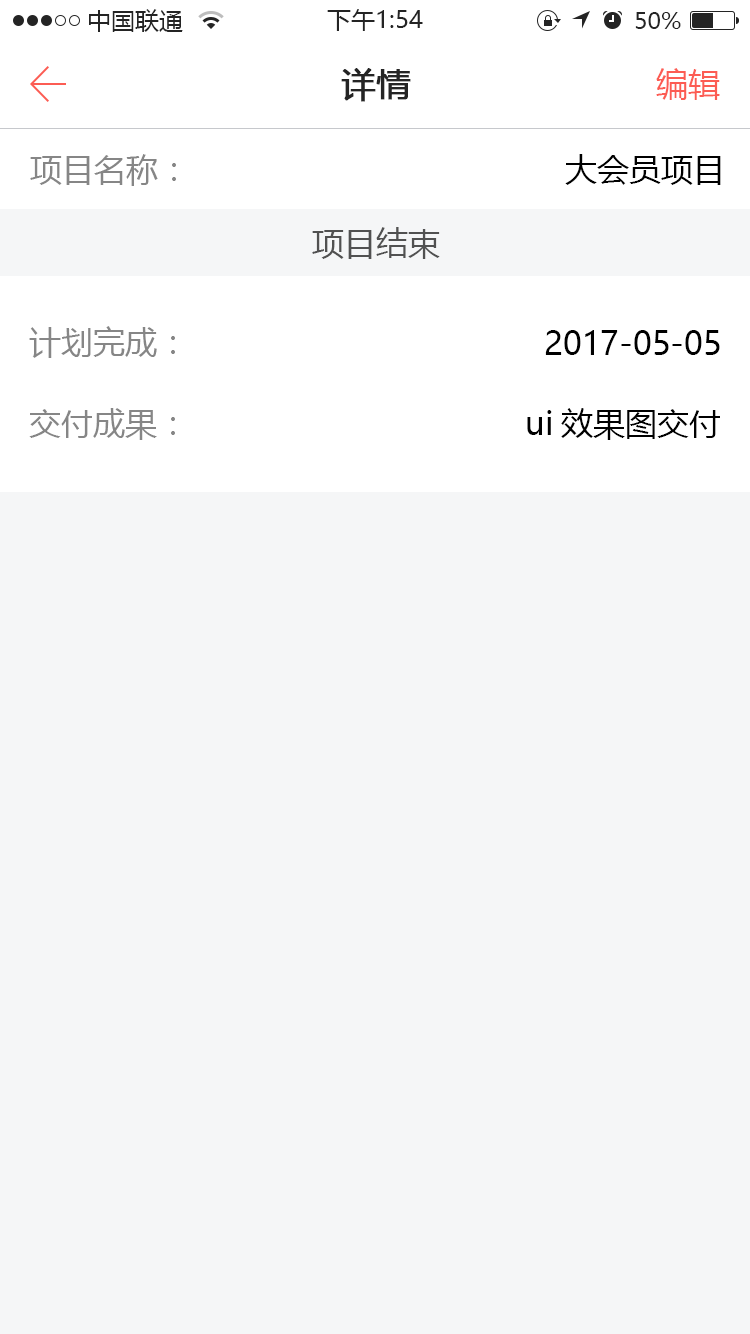 中国联通 下午1:54 50%
详情 编辑
项目名称： 大会员项目
项目结束
计划完成： 2017-05-05
交付成果： ui 效果图交付